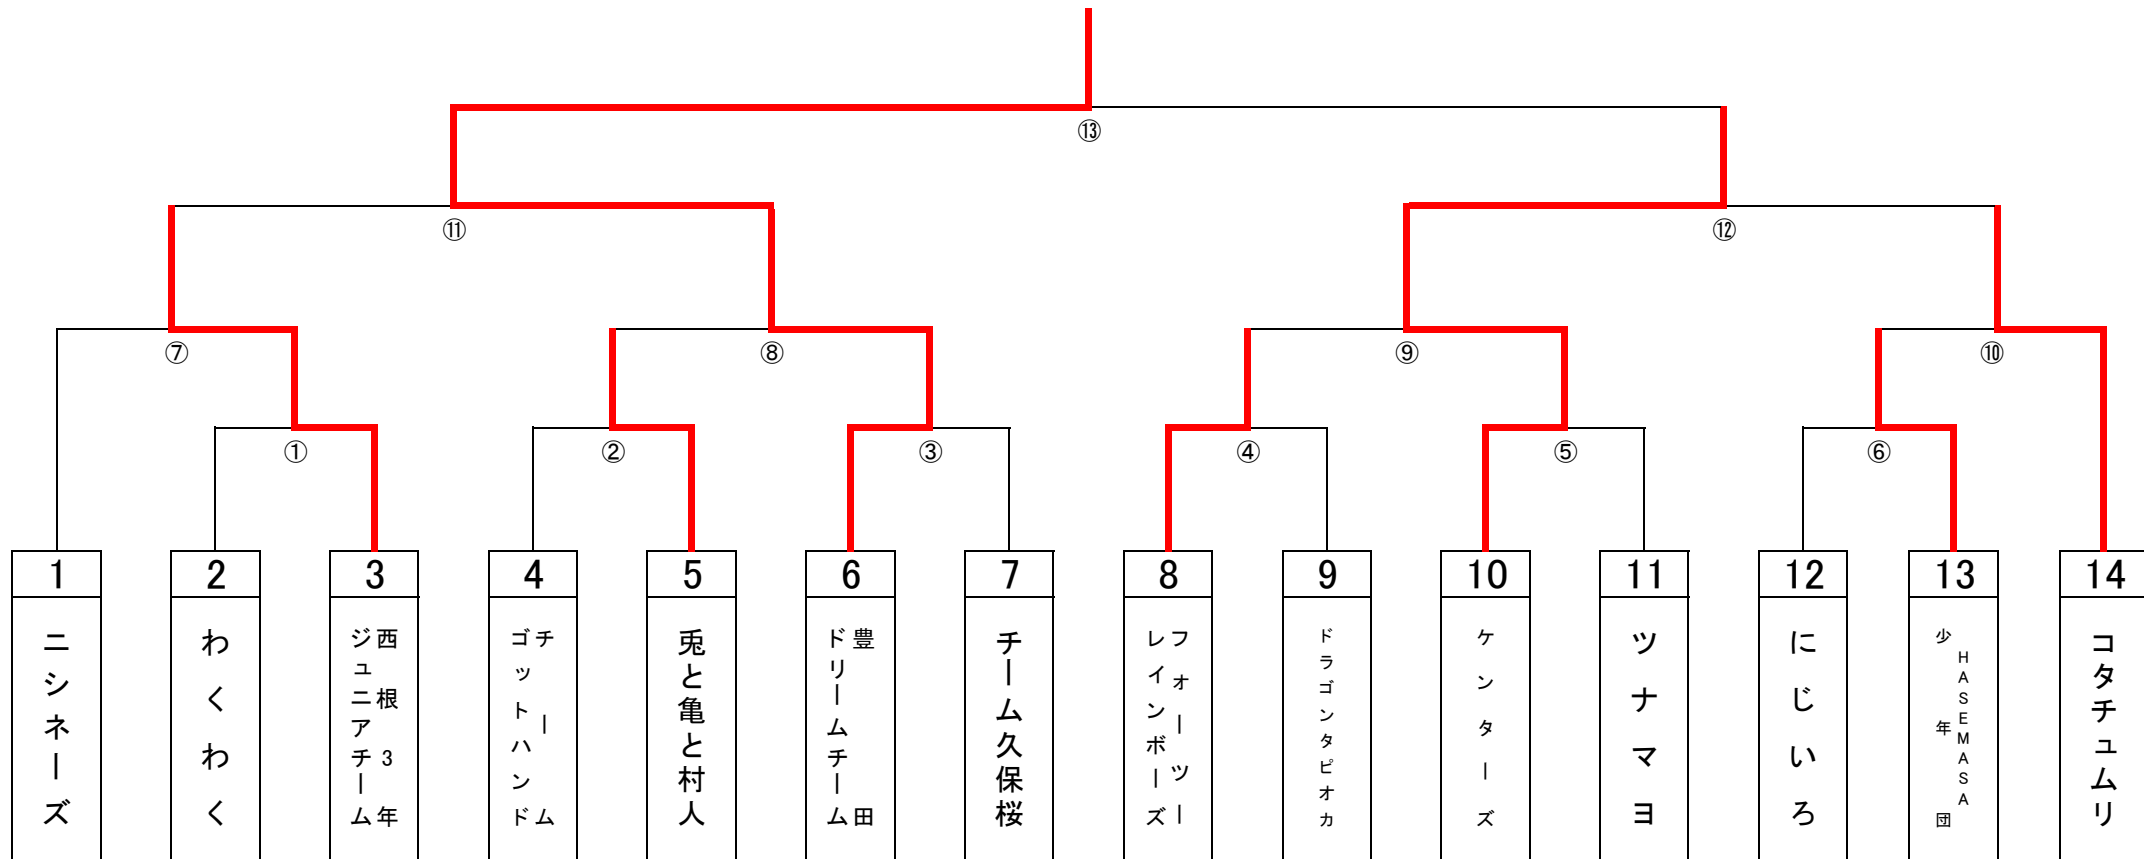 ⑬
⑪
⑫
⑦
⑧
⑨
⑩
①
②
③
④
⑤
⑥
1
2
3
4
5
6
7
8
9
10
11
12
13
14
ニシネーズ
わくわく
西根3年
ジュニアチーム
チーム
ゴットハンド
兎と亀と村人
豊田
ドリームチーム
チーム久保桜
フォーツー
レインボーズ
ドラゴンタピオカ
ケンターズ
ツナマヨ
にじいろ
HASEMASA
少年団
コタチュムリ